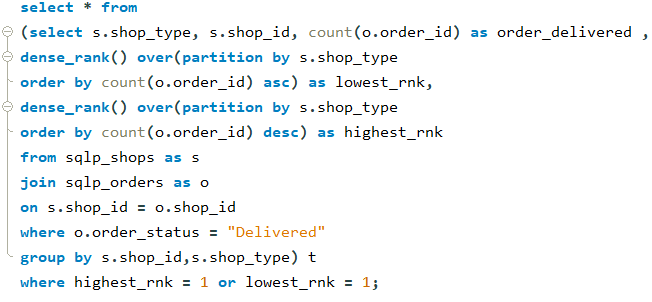 select * from
(select s.shop_type, s.shop_id, count(o.order_id) as order_delivered ,
dense_rank() over(partition by s.shop_type
order by count(o.order_id) asc) as lowest_rnk,
dense_rank() over(partition by s.shop_type
order by count(o.order_id) desc) as highest_rnk
from sqlp_shops as s
join sqlp_orders as o
on s.shop_id = o.shop_id
where o.order_status = "Delivered"
group by s.shop_id,s.shop_type) t
where highest_rnk = 1 or lowest_rnk = 1;